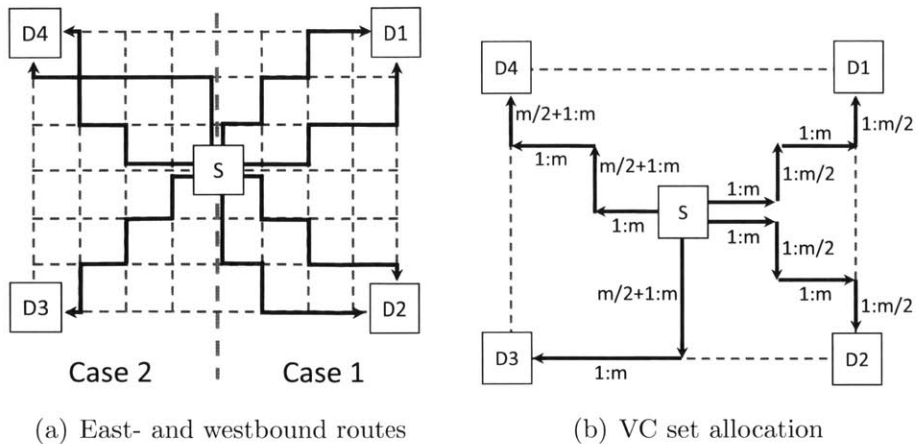 D4
D1
S
D3
D2
Case 2
Case 1
(a) East- and westbound routes
D4
D1
m/2+1:m
1:m/2
1:m
1:m
m/2+1:m
1:m/2
S
1:m
1:m
1:m
1:m/2
m/2+1:m
1:m
1:m/2
D3
1:m
D2
(b) VC set allocation